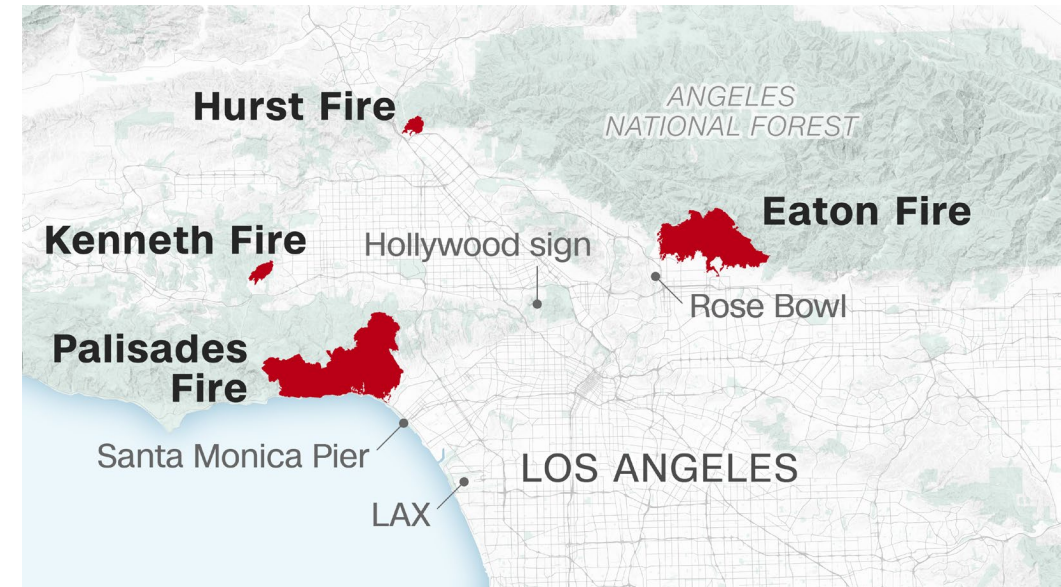 Hurst Fire
ANGELES
NATIONAL FOREST
Eaton Fire
Kenneth Fire
Hollywood sign
Rose Bowl
Palisades
Fire
Santa Monica Pier
LOS ANGELES
LAX